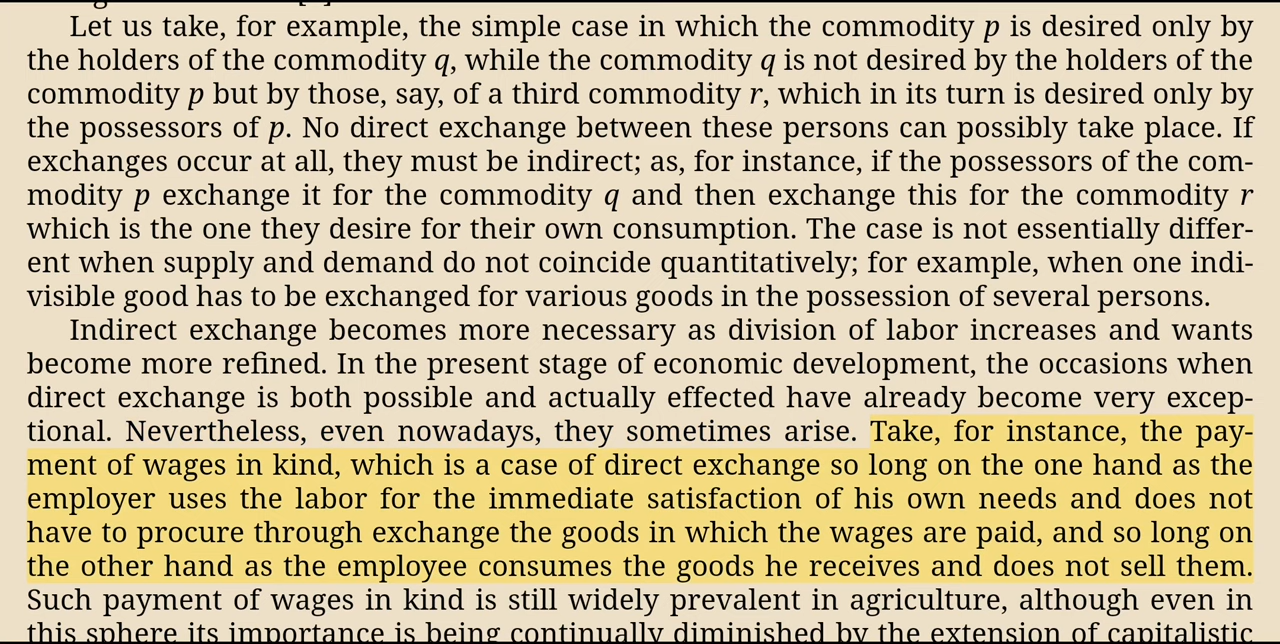 Let us take, for example, the simple case in which the commodity p is desired only by
the holders of the commodity q, while the commodity q is not desired by the holders of the
commodity p but by those, say, of a third commodity r, which in its turn is desired only by
the possessors of p. No direct exchange between these persons can possibly take place. If
exchanges occur at all, they must be indirect; as, for instance, if the possessors of the com-
modity p exchange it for the commodity q and then exchange this for the commodity r
which is the one they desire for their own consumption. The case is not essentially differ-
ent when supply and demand do not coincide quantitatively; for example, when one indi-
visible good has to be exchanged for various goods in the possession of several persons.
Indirect exchange becomes more necessary as division of labor increases and wants
become more refined. In the present stage of economic development, the occasions when
direct exchange is both possible and actually effected have already become very excep-
tional. Nevertheless, even nowadays, they sometimes arise. Take, for instance, the pay-
ment of wages in kind, which is a case of direct exchange so long on the one hand as the
employer uses the labor for the immediate satisfaction of his own needs and does not
have to procure through exchange the goods in which the wages are paid, and so long on
the other hand as the employee consumes the goods he receives and does not sell them.
Such payment of wages in kind is still widely prevalent in agriculture, although even in
this sphere its importance is being continually diminished by the extension of capitalistic